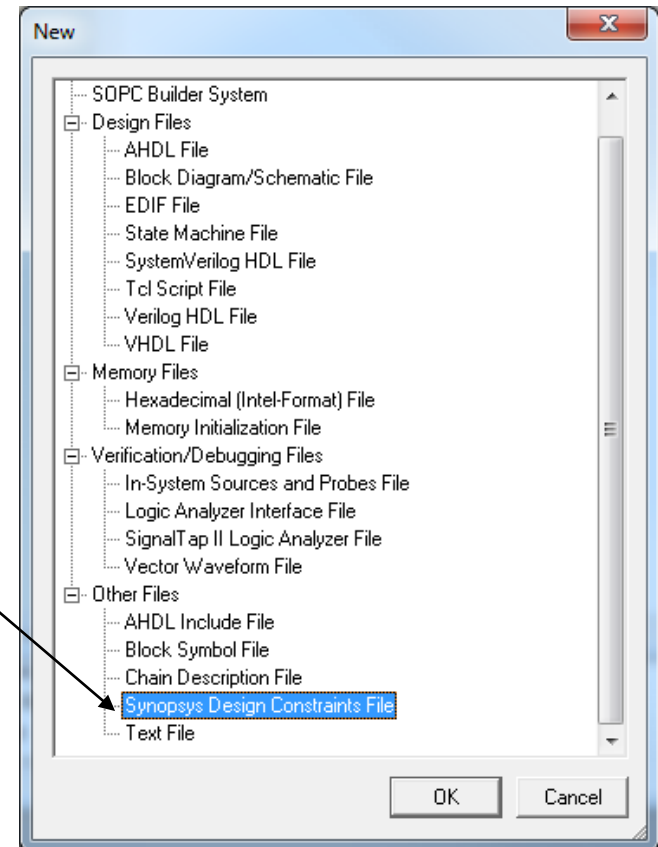 New
SOPC Builder System
Design Files
AHDL File
Block Diagram/Schematic File
EDIF File
State Machine File
SystemVerilog HDL File
Tcl Script File
Verilog HDL File
VHDL File
Memory Files
Hexadecimal (Intel-Format) File
Memory Initialization File
Verification/Debugging Files
In-System Sources and Probes File
Logic Analyzer Interface File
SignalTap II Logic Analyzer File
Vector Waveform File
Other Files
AHDL Include File
Block Symbol File
Chain Description File
Synopsys Design Constraints File
Text File
OK Cancel